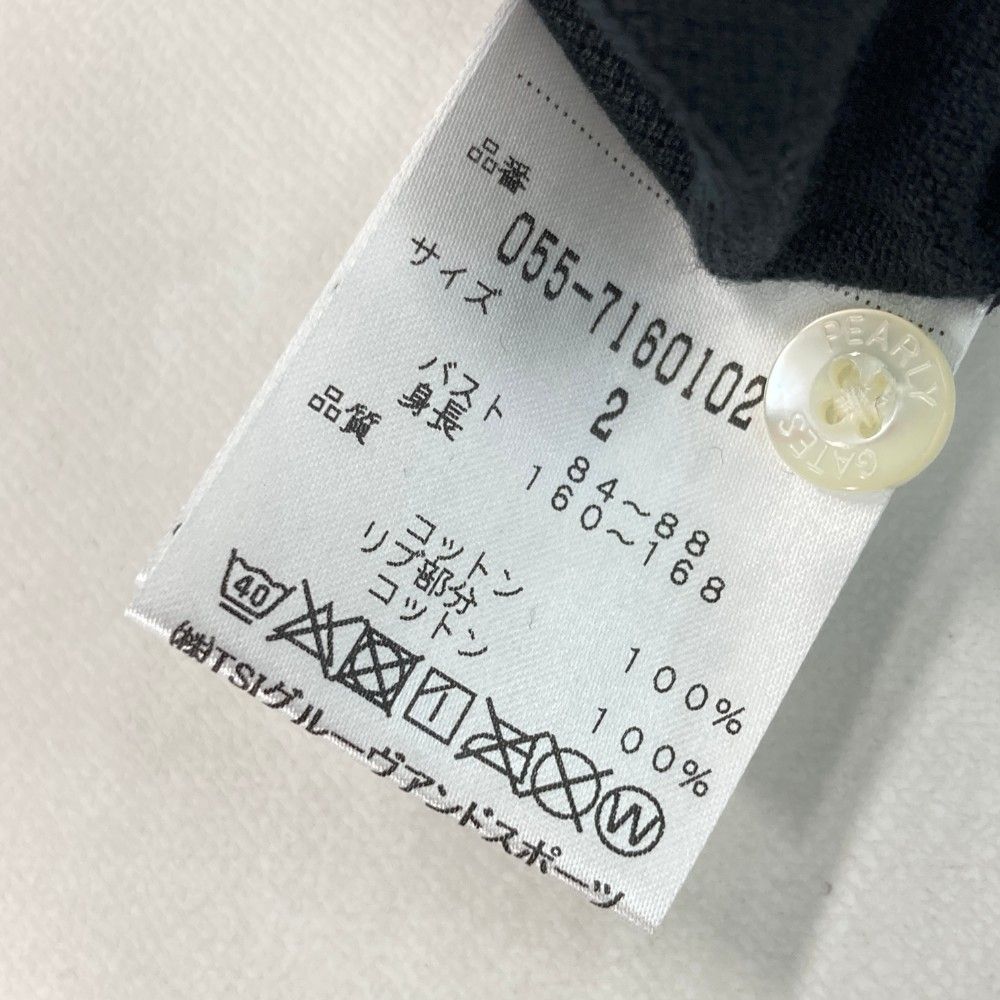 品番
055-7160102
サイズ 2
バスト 84～88
身長 160～168
品質
コットン 100%
リブ部分
コットン 100%
40
W
㈱TSIグルーヴアンドスポーツ
PEARLY
GATES